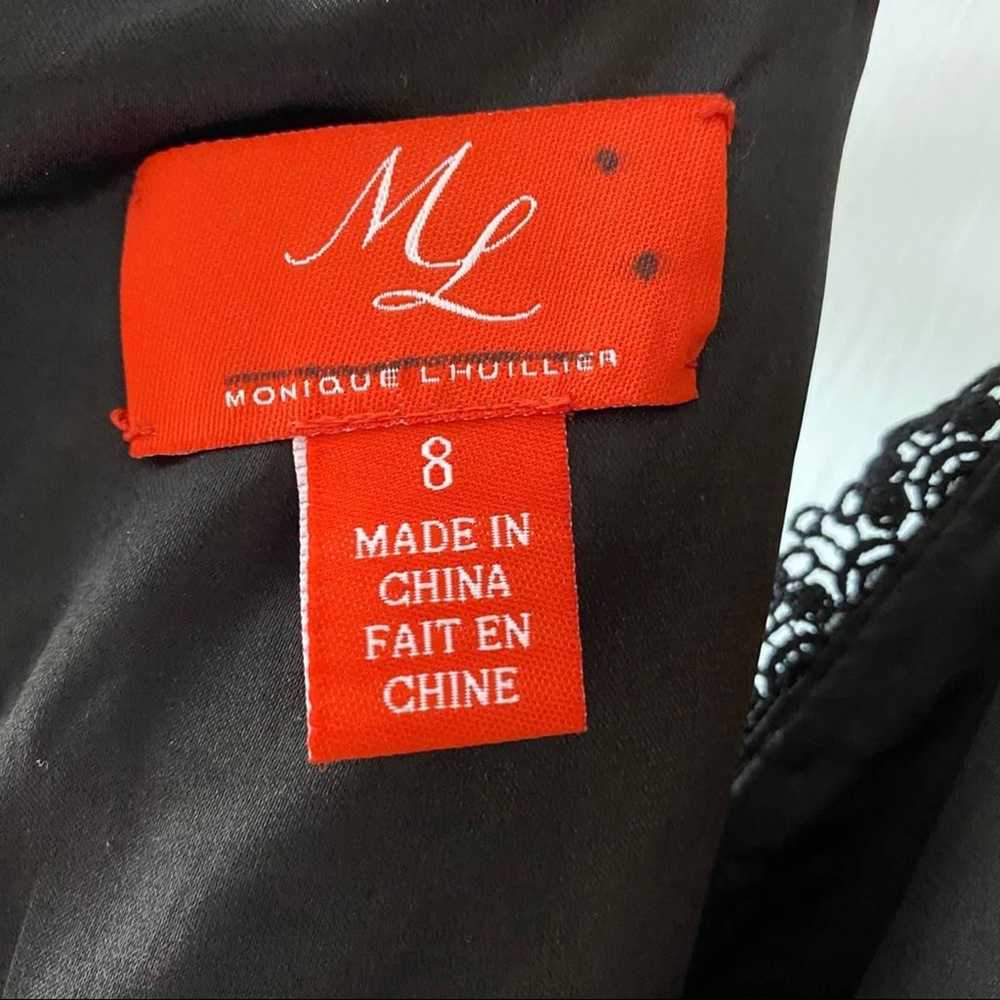 ML
MONIQUE LHUILLIER
8
MADE IN
CHINA
FAIT EN
CHINE